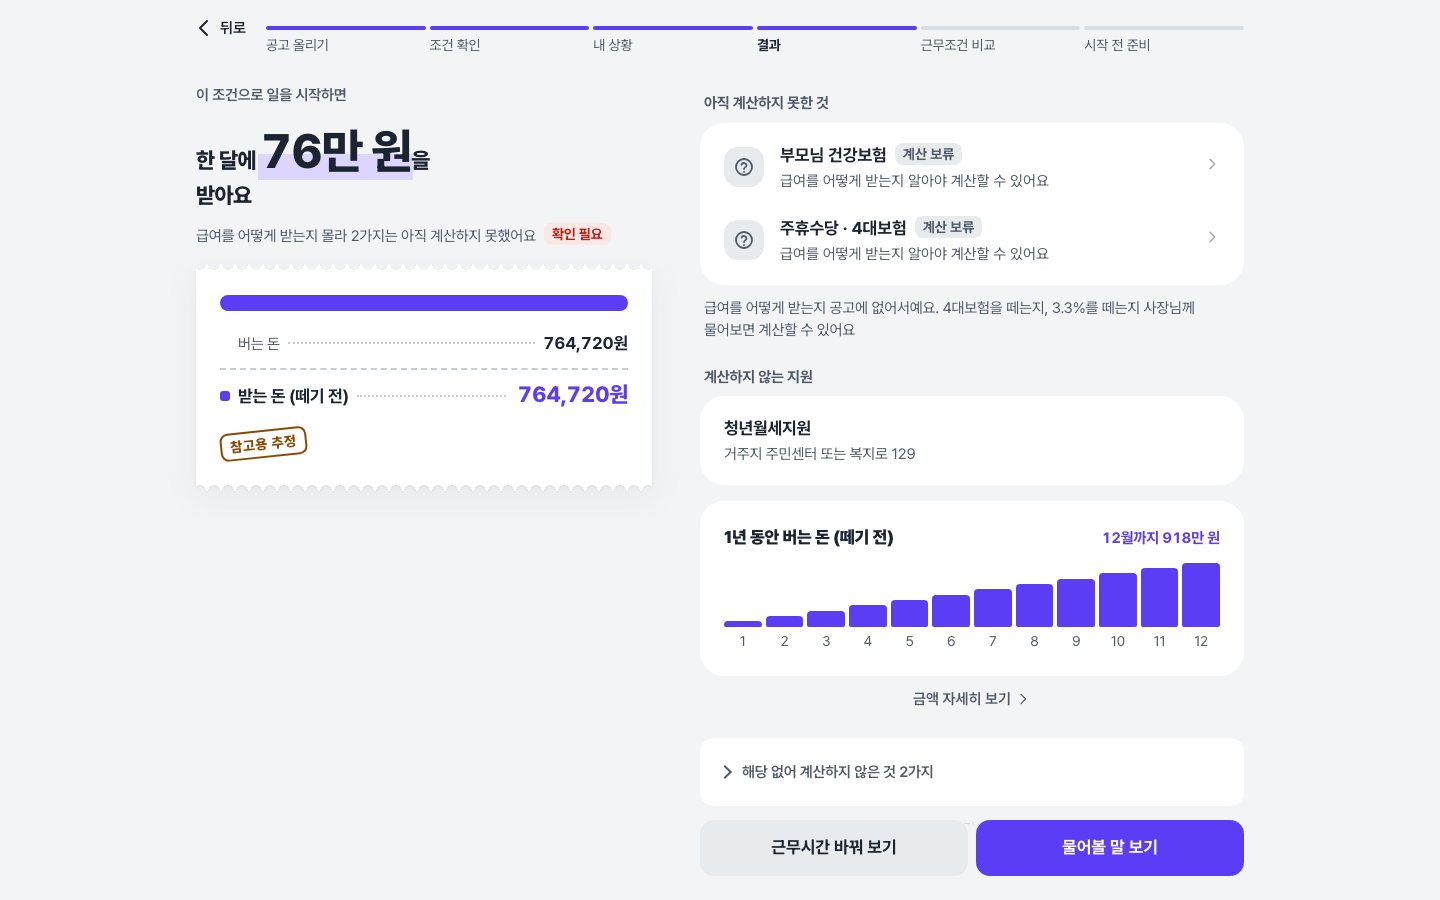 뒤로
공고 올리기
조건 확인
내 상황
결과
근무조건 비교
시작 전 준비
이 조건으로 일을 시작하면
한 달에 76만 원을
받아요
급여를 어떻게 받는지 몰라 2가지는 아직 계산하지 못했어요 확인 필요
버는 돈 764,720원
받는 돈 (떼기 전) 764,720원
참고용 추정
아직 계산하지 못한 것
부모님 건강보험 계산 보류
급여를 어떻게 받는지 알아야 계산할 수 있어요
주휴수당 · 4대보험 계산 보류
급여를 어떻게 받는지 알아야 계산할 수 있어요
급여를 어떻게 받는지 공고에 없어서예요. 4대보험을 떼는지, 3.3%를 떼는지 사장님께
물어보면 계산할 수 있어요
계산하지 않는 지원
청년월세지원
거주지 주민센터 또는 복지로 129
1년 동안 버는 돈 (떼기 전) 12월까지 918만 원
1 2 3 4 5 6 7 8 9 10 11 12
금액 자세히 보기
해당 없어 계산하지 않은 것 2가지
근무시간 바꿔 보기
물어볼 말 보기